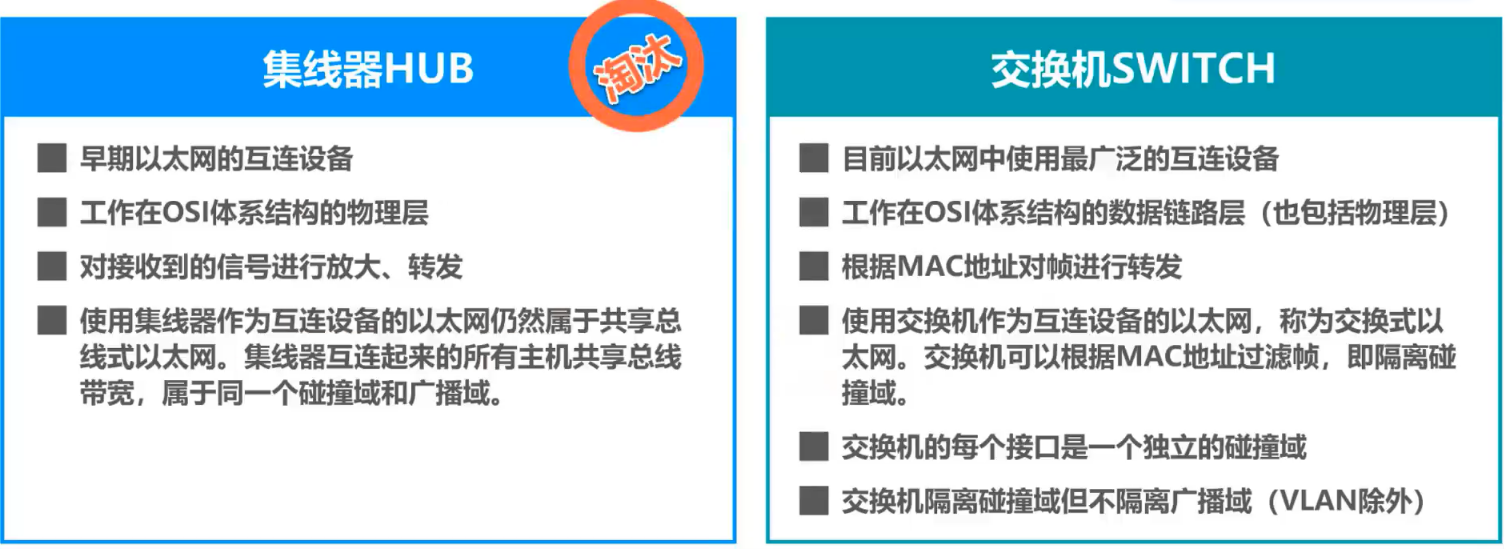 集线器HUB
淘汰
早期以太网的互连设备
工作在OSI体系结构的物理层
对接收到的信号进行放大、转发
使用集线器作为互连设备的以太网仍然属于共享总
线式以太网。集线器互连起来的所有主机共享总线
带宽，属于同一个碰撞域和广播域。
交换机SWITCH
目前以太网中使用最广泛的互连设备
工作在OSI体系结构的数据链路层（也包括物理层）
根据MAC地址对帧进行转发
使用交换机作为互连设备的以太网，称为交换式以
太网。交换机可以根据MAC地址过滤帧，即隔离碰
撞域。
交换机的每个接口是一个独立的碰撞域
交换机隔离碰撞域但不隔离广播域（VLAN除外）